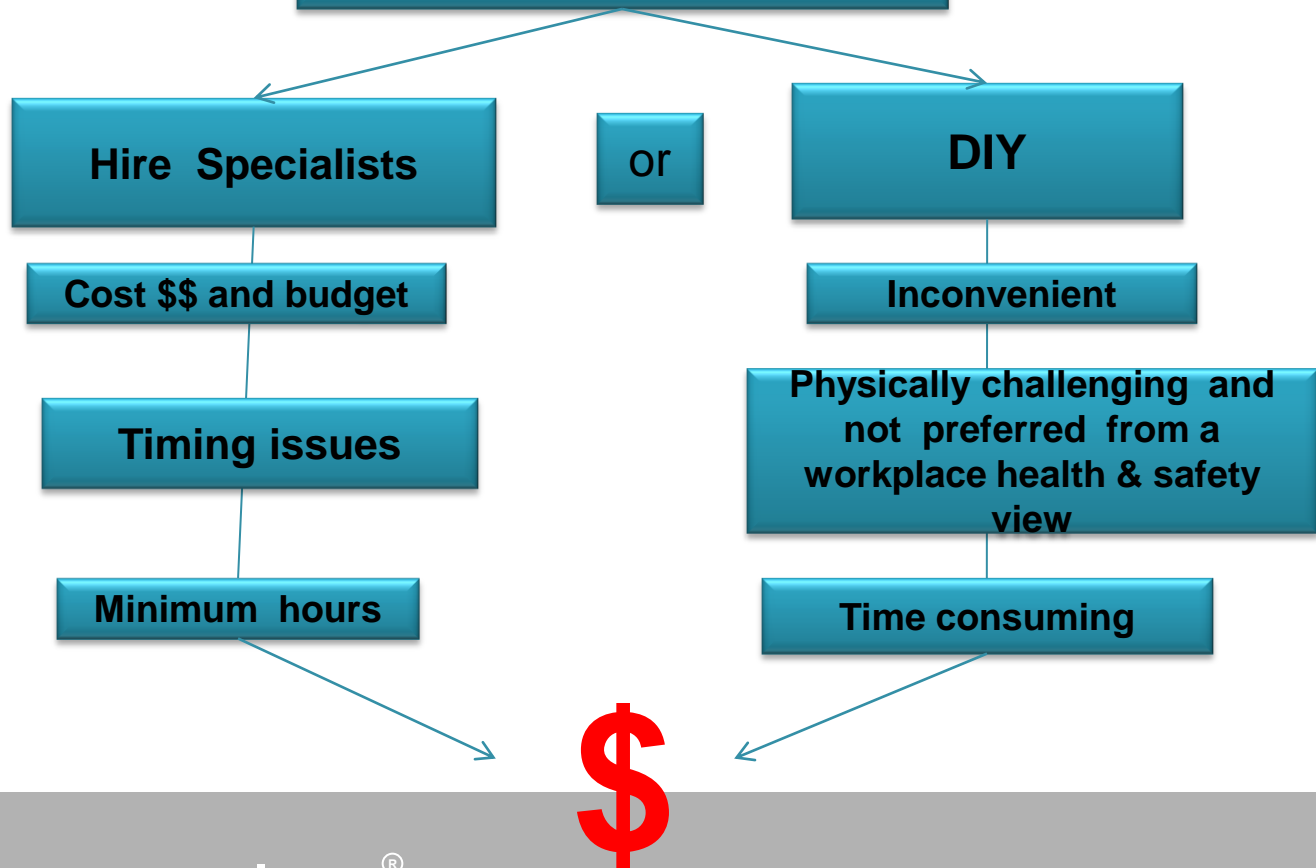 Hire Specialists
or
DIY
Cost $$ and budget
Inconvenient
Timing issues
Physically challenging and
not preferred from a
workplace health & safety
view
Minimum hours
Time consuming
$
®